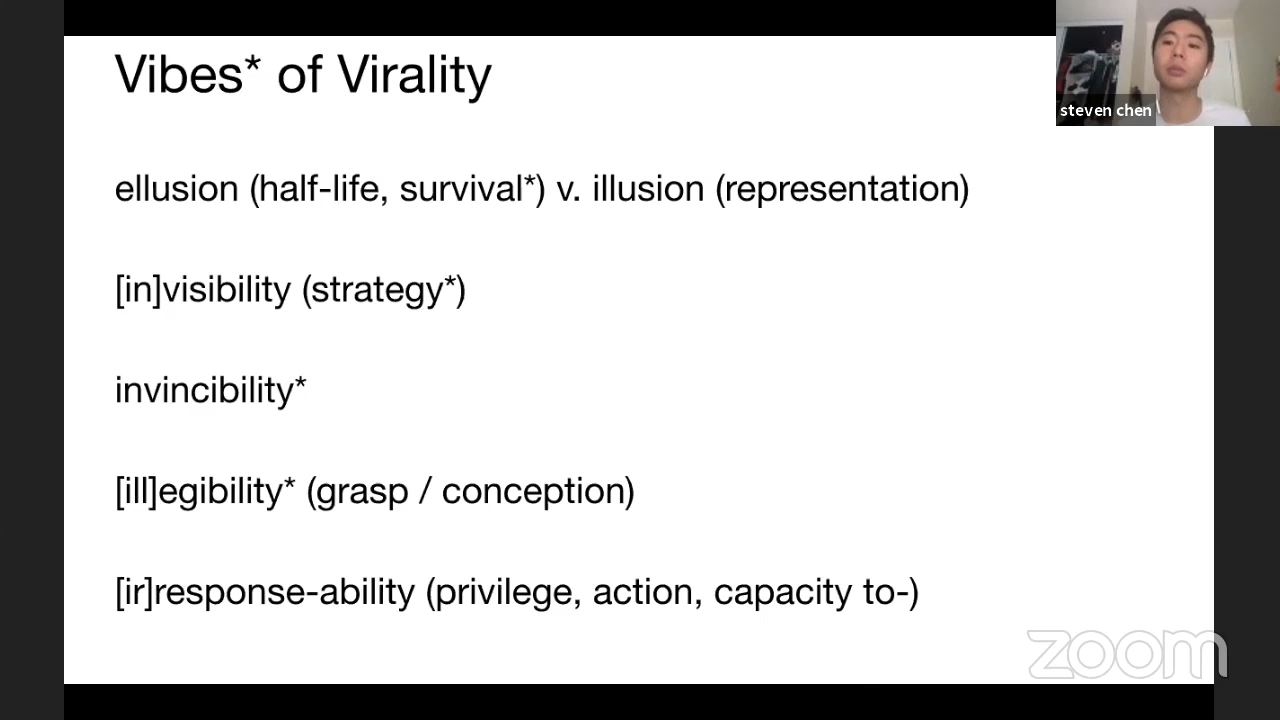 Vibes* of Virality
steven chen
ellusion (half-life, survival*) v. illusion (representation)
[in]visibility (strategy*)
invincibility*
[ill]egibility* (grasp / conception)
[ir]response-ability (privilege, action, capacity to-)
zoom